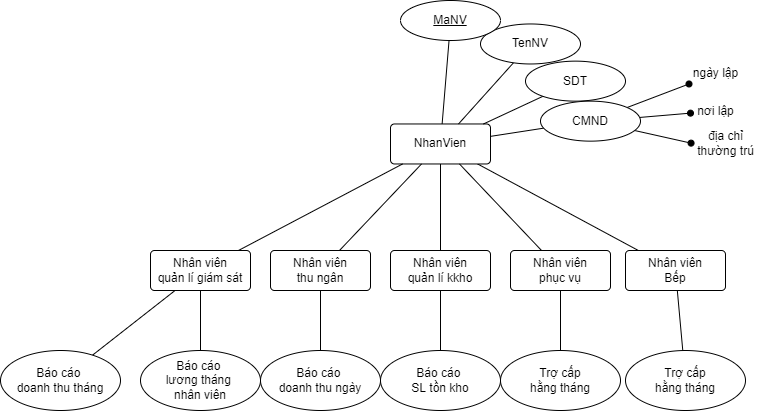 MaNV
TenNV
SDT
ngày lập
CMND
nơi lập
địa chỉ
thường trú
NhanVien
Nhân viên
quản lí giám sát
Nhân viên
thu ngân
Nhân viên
quản lí kkho
Nhân viên
phục vụ
Nhân viên
Bếp
Báo cáo
doanh thu tháng
Báo cáo
lương tháng
nhân viên
Báo cáo
doanh thu ngày
Báo cáo
SL tồn kho
Trợ cấp
hằng tháng
Trợ cấp
hằng tháng